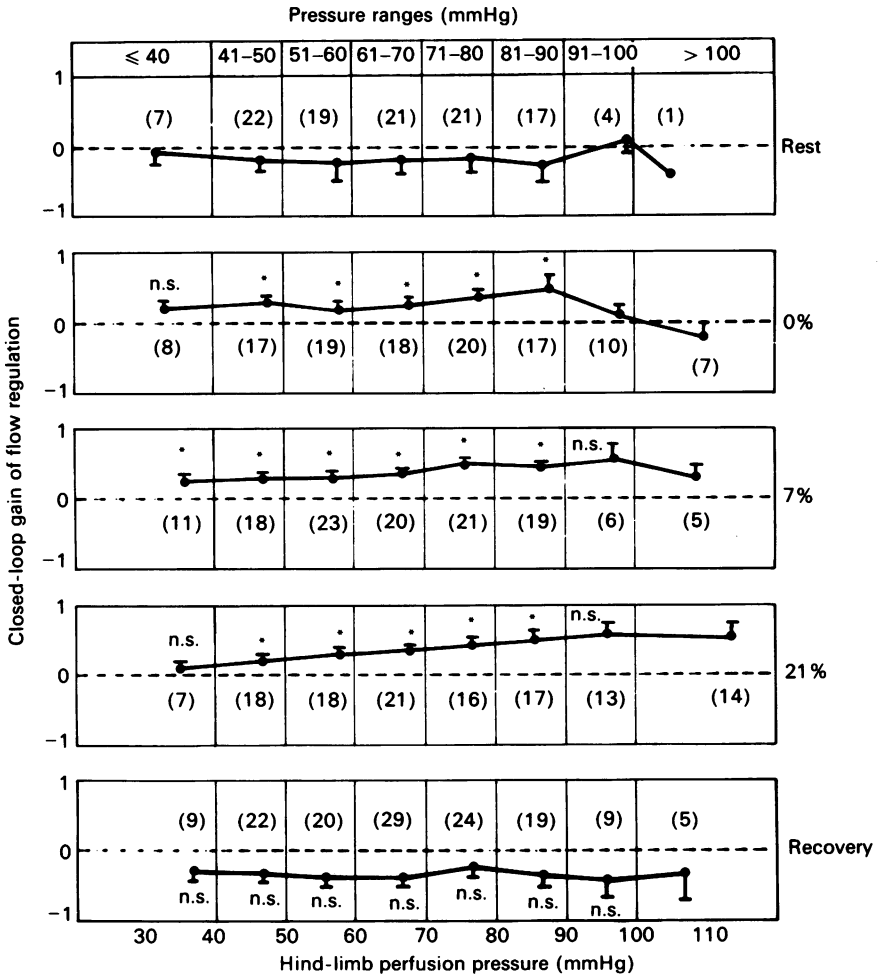 Pressure ranges (mmHg)
⩽ 40 41–50 51–60 61–70 71–80 81–90 91–100 > 100
1
(7) (22) (19) (21) (21) (17) (4) (1)
0 Rest
−1
1
n.s. * * * * *
0 0%
(8) (17) (19) (18) (20) (17) (10) (7)
−1
1
* * * * * * n.s.
0 7%
(11) (18) (23) (20) (21) (19) (6) (5)
−1
1
n.s. * * * * * n.s.
0 21%
(7) (18) (18) (21) (16) (17) (13) (14)
−1
1
(9) (22) (20) (29) (24) (19) (9) (5)
0 Recovery
n.s. n.s. n.s. n.s. n.s. n.s. n.s.
−1
30 40 50 60 70 80 90 100 110
Hind-limb perfusion pressure (mmHg)
Closed-loop gain of flow regulation